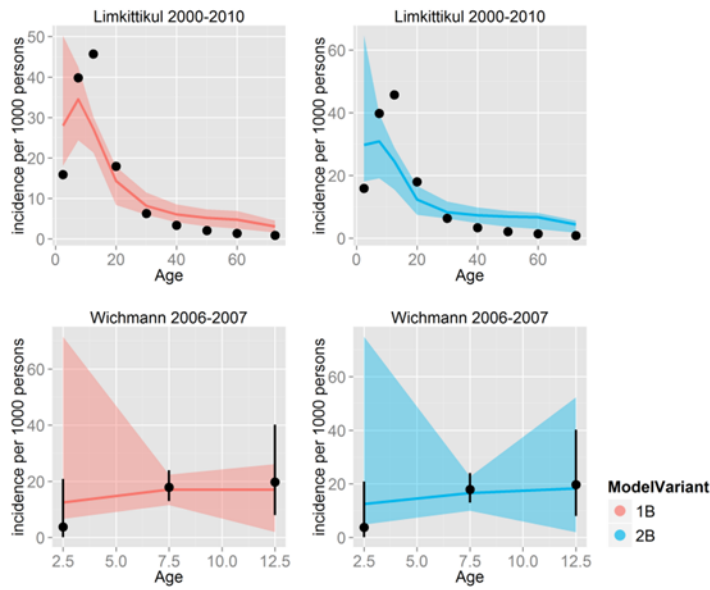 Limkittikul 2000-2010
incidence per 1000 persons
50
40
30
20
10
0
0 20 40 60
Age
Limkittikul 2000-2010
incidence per 1000 persons
60
40
20
0
0 20 40 60
Age
Wichmann 2006-2007
incidence per 1000 persons
60
40
20
0
2.5 5.0 7.5 10.0 12.5
Age
Wichmann 2006-2007
incidence per 1000 persons
60
40
20
0
2.5 5.0 7.5 10.0 12.5
Age
ModelVariant
1B
2B